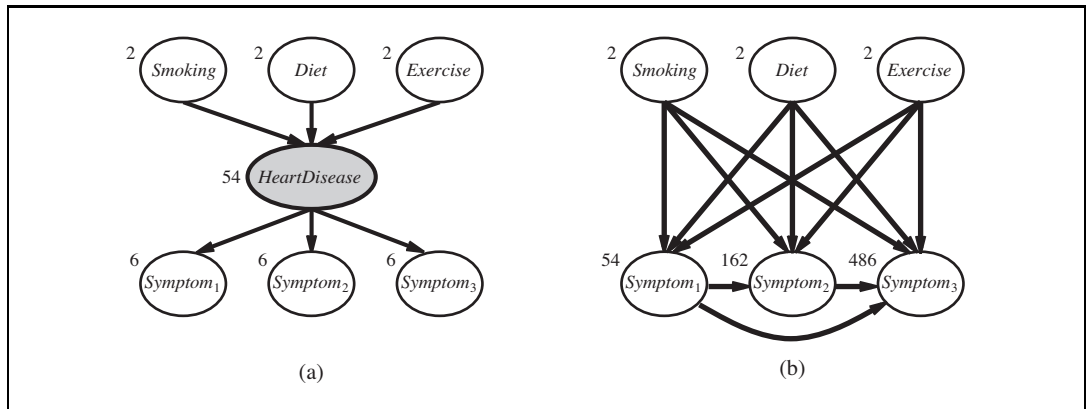 2 Smoking 2 Diet 2 Exercise
54 HeartDisease
6 Symptom1 6 Symptom2 6 Symptom3
(a)
2 Smoking 2 Diet 2 Exercise
54 Symptom1 162 Symptom2 486 Symptom3
(b)